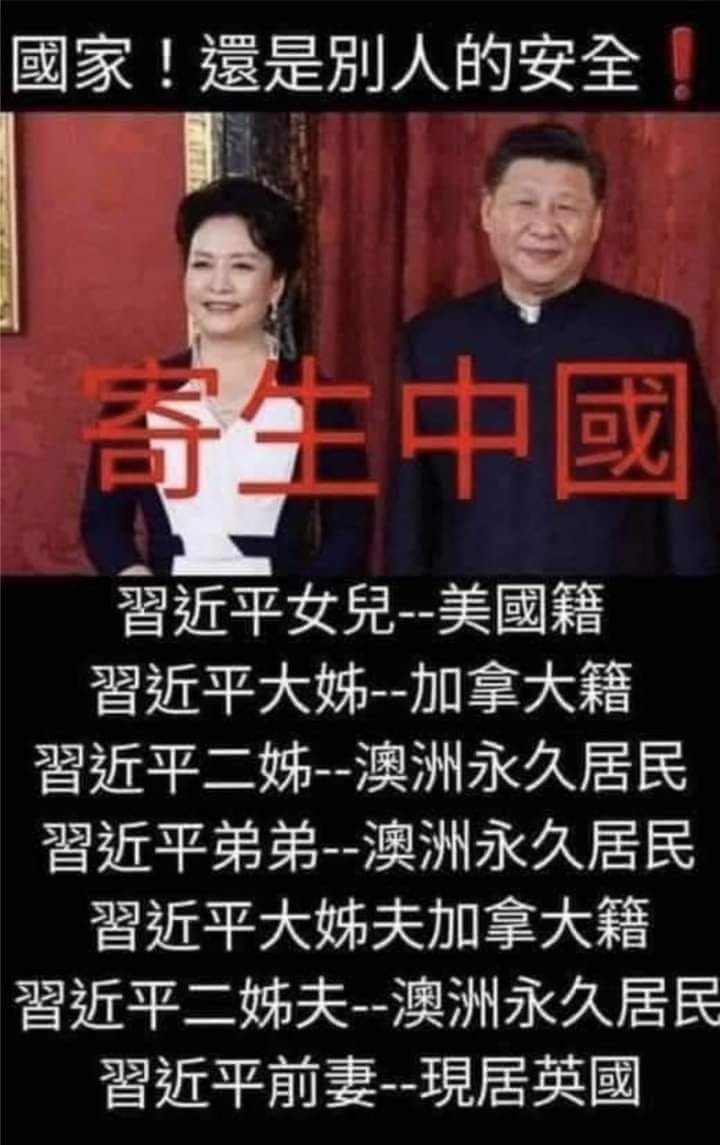 國家！還是別人的安全❗
寄生中國
習近平女兒--美國籍
習近平大姊--加拿大籍
習近平二姊--澳洲永久居民
習近平弟弟--澳洲永久居民
習近平大姊夫加拿大籍
習近平二姊夫--澳洲永久居民
習近平前妻--現居英國